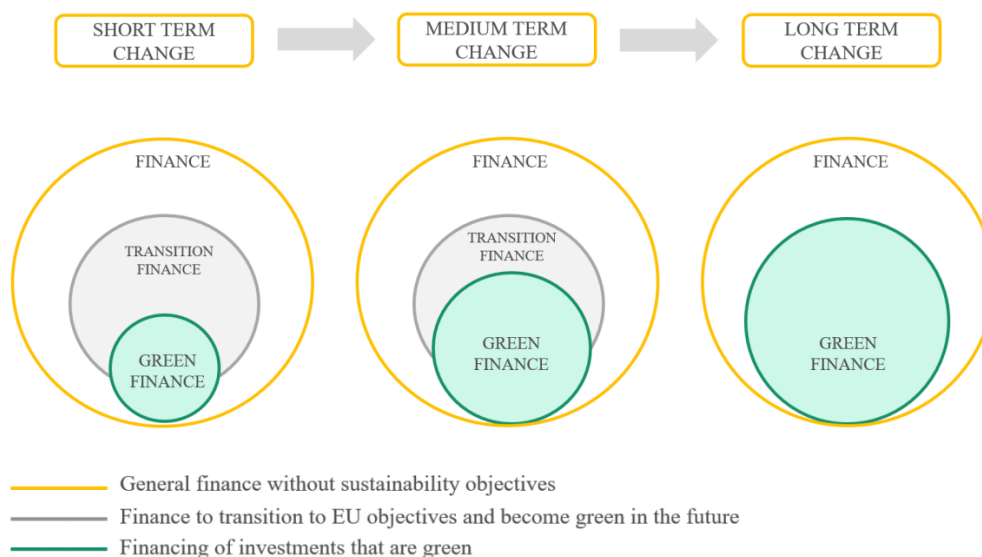 SHORT TERM
CHANGE
MEDIUM TERM
CHANGE
LONG TERM
CHANGE
FINANCE
TRANSITION
FINANCE
GREEN
FINANCE
FINANCE
TRANSITION
FINANCE
GREEN
FINANCE
FINANCE
GREEN
FINANCE
General finance without sustainability objectives
Finance to transition to EU objectives and become green in the future
Financing of investments that are green